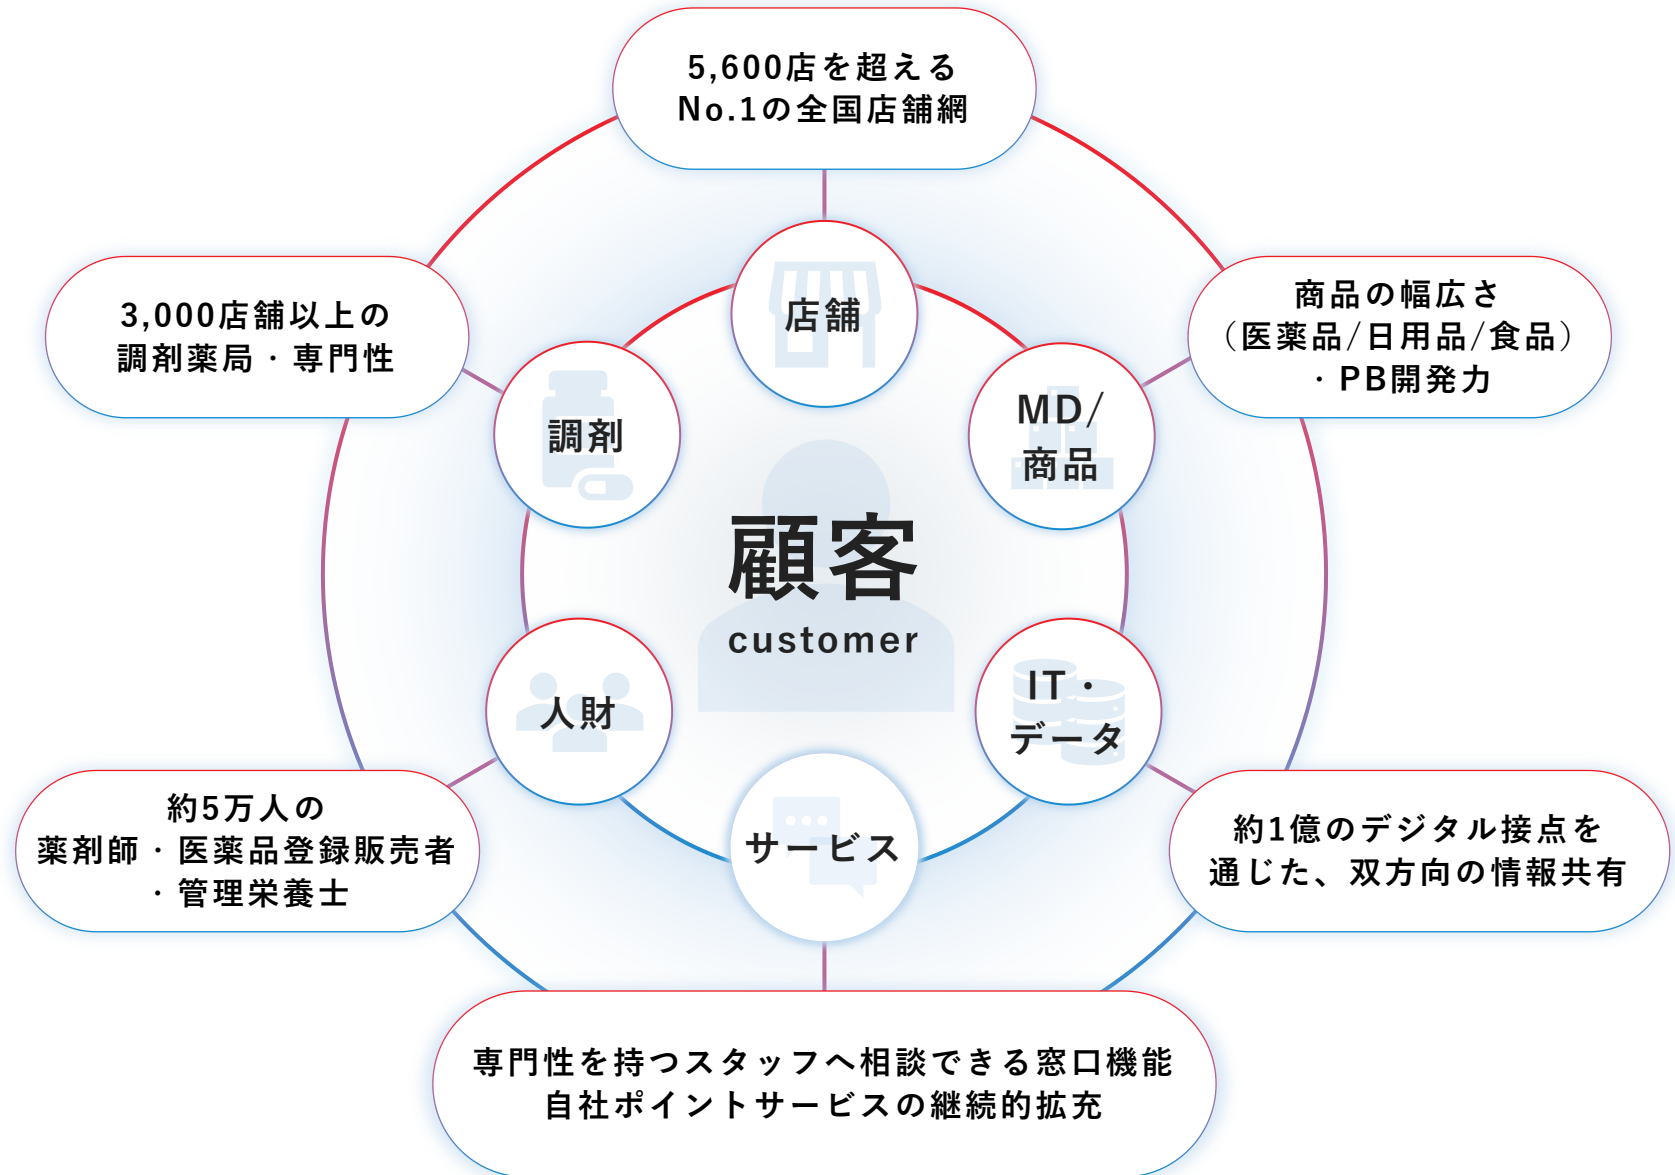 5,600店を超える
No.1の全国店舗網
店舗
3,000店舗以上の
調剤薬局・専門性
調剤
商品の幅広さ
（医薬品/日用品/食品）
・PB開発力
MD/
商品
顧客
customer
人財
約5万人の
薬剤師・医薬品登録販売者
・管理栄養士
IT・
データ
約1億のデジタル接点を
通じた、双方向の情報共有
サービス
専門性を持つスタッフへ相談できる窓口機能
自社ポイントサービスの継続的拡充